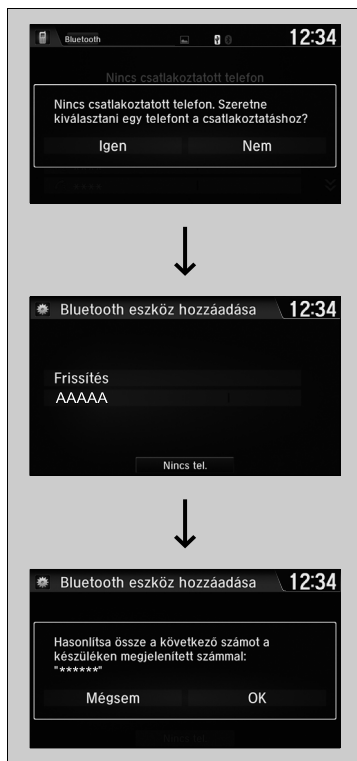 Bluetooth
12:34
Nincs csatlakoztatott telefon
Nincs csatlakoztatott telefon. Szeretne
kiválasztani egy telefont a csatlakoztatáshoz?
Igen
Nem
Bluetooth eszköz hozzáadása
12:34
Frissítés
AAAAA
Nincs tel.
Bluetooth eszköz hozzáadása
12:34
Hasonlítsa össze a következő számot a
készüléken megjelenített számmal:
"******"
Mégsem
OK
Nincs tel.